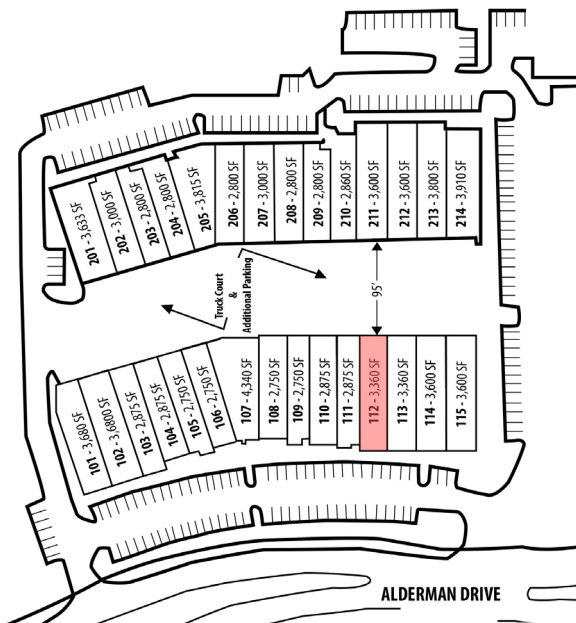 201 - 3,633 SF
202 - 3,000 SF
203 - 2,800 SF
204 - 2,800 SF
205 - 3,815 SF
206 - 2,800 SF
207 - 3,000 SF
208 - 2,800 SF
209 - 2,800 SF
210 - 2,860 SF
211 - 3,600 SF
212 - 3,600 SF
213 - 3,800 SF
214 - 3,910 SF
Truck Court
&
Additional Parking
95'
101 - 3,680 SF
102 - 3,6800 SF
103 - 2,875 SF
104 - 2,875 SF
105 - 2,750 SF
106 - 2,750 SF
107 - 4,340 SF
108 - 2,750 SF
109 - 2,750 SF
110 - 2,875 SF
111 - 2,875 SF
112 - 3,360 SF
113 - 3,360 SF
114 - 3,600 SF
115 - 3,600 SF
ALDERMAN DRIVE